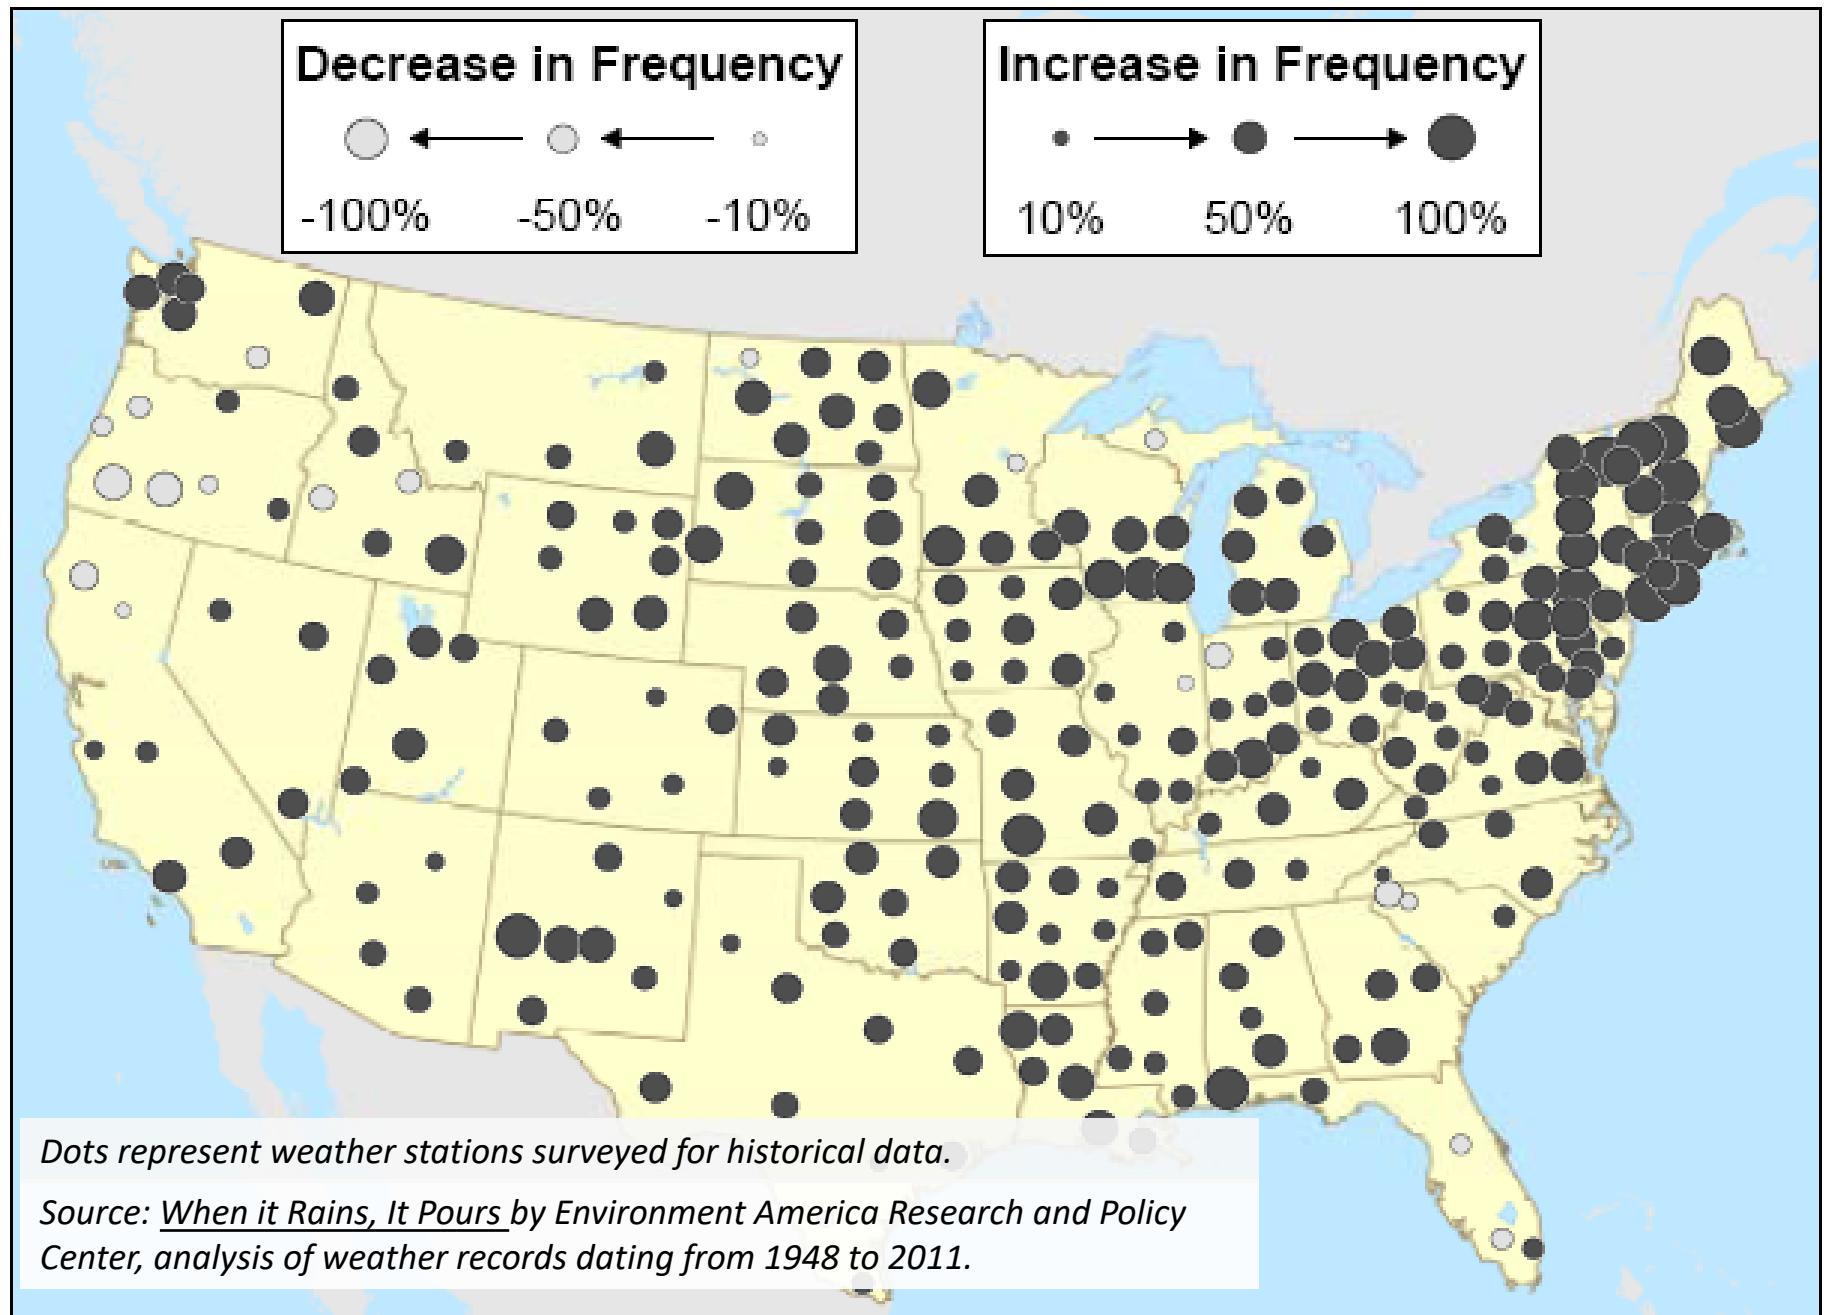 Decrease in Frequency
-100% -50% -10%
Increase in Frequency
10% 50% 100%
Dots represent weather stations surveyed for historical data.
Source: When it Rains, It Pours by Environment America Research and Policy
Center, analysis of weather records dating from 1948 to 2011.